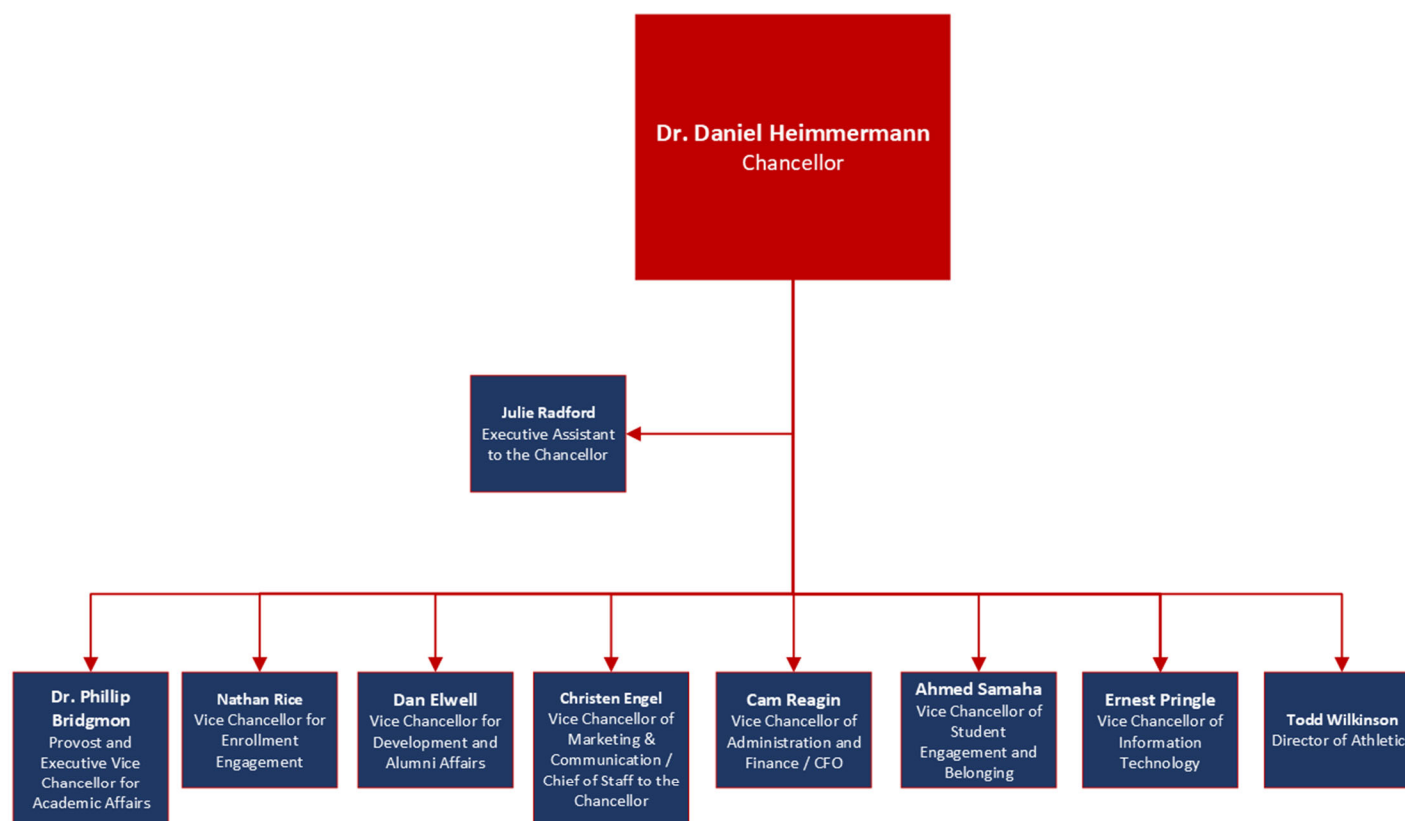 Dr. Daniel Heimmermann
Chancellor
Julie Radford
Executive Assistant
to the Chancellor
Dr. Phillip
Bridgmon
Provost and
Executive Vice
Chancellor for
Academic Affairs
Nathan Rice
Vice Chancellor for
Enrollment
Engagement
Dan Elwell
Vice Chancellor for
Development and
Alumni Affairs
Christen Engel
Vice Chancellor of
Marketing &
Communication /
Chief of Staff to the
Chancellor
Cam Reagin
Vice Chancellor of
Administration and
Finance / CFO
Ahmed Samaha
Vice Chancellor of
Student
Engagement and
Belonging
Ernest Pringle
Vice Chancellor of
Information
Technology
Todd Wilkinson
Director of Athletic